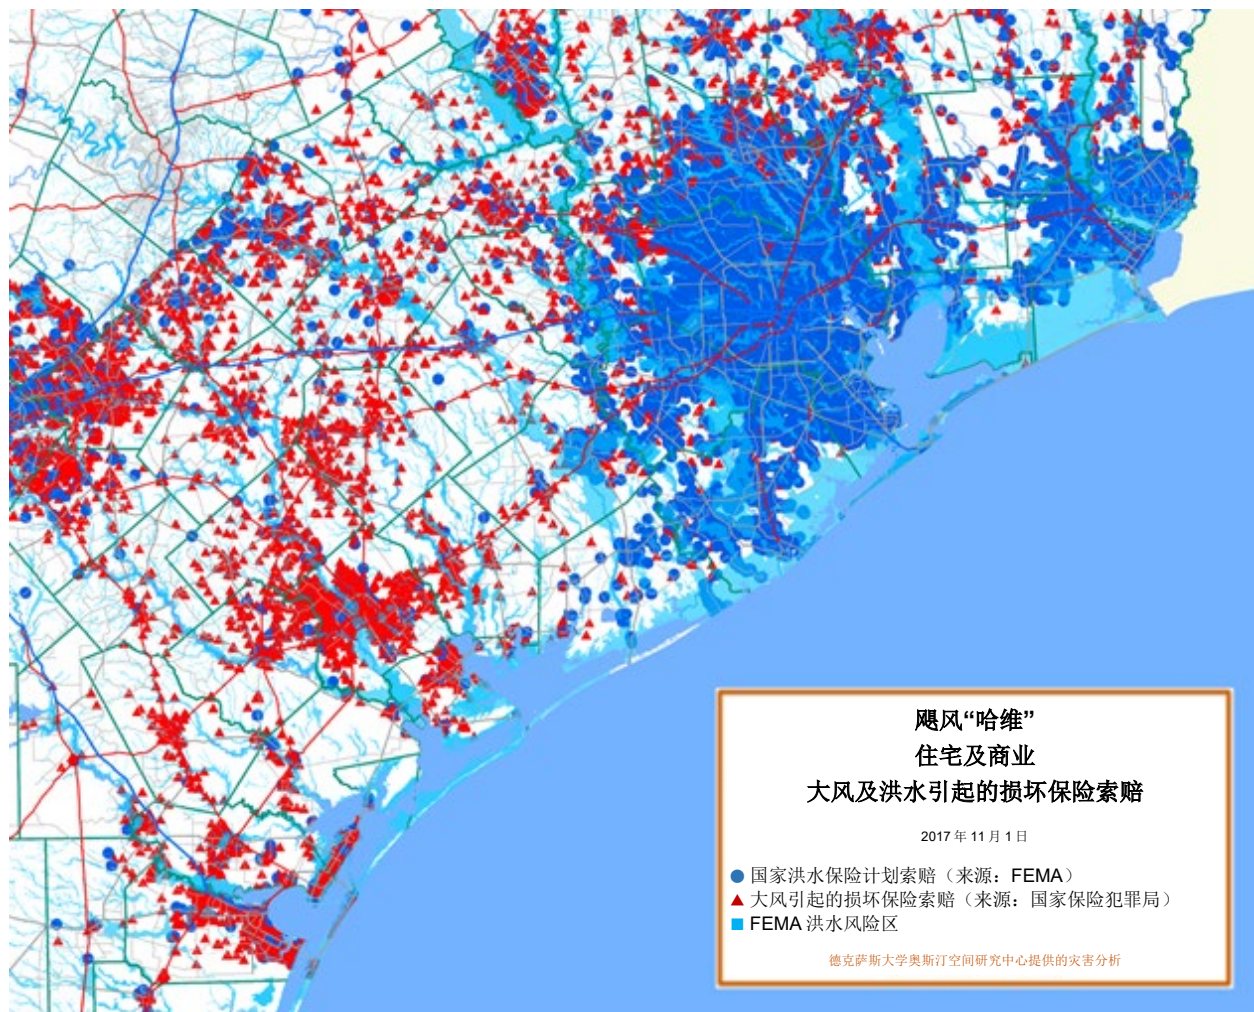 飓风“哈维”
住宅及商业
大风及洪水引起的损坏保险索赔
2017 年 11 月 1 日
国家洪水保险计划索赔（来源：FEMA）
大风引起的损坏保险索赔（来源：国家保险犯罪局）
FEMA 洪水风险区
德克萨斯大学奥斯汀空间研究中心提供的灾害分析